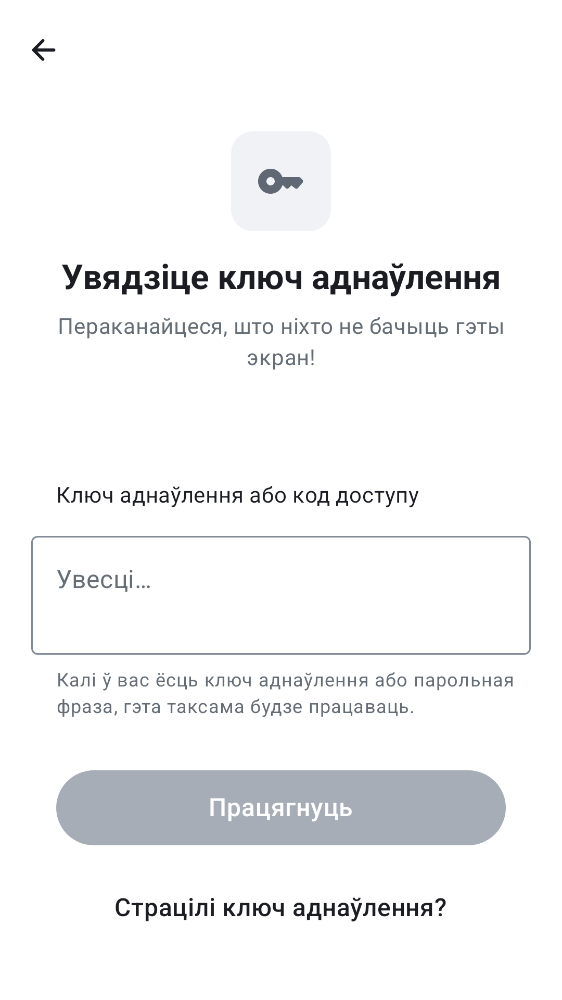 Увядзіце ключ аднаўлення
Пераканайцеся, што ніхто не бачыць гэты
экран!
Ключ аднаўлення або код доступу
Увесці...
Калі ў вас ёсць ключ аднаўлення або парольная
фраза, гэта таксама будзе працаваць.
Працягнуць
Страцілі ключ аднаўлення?